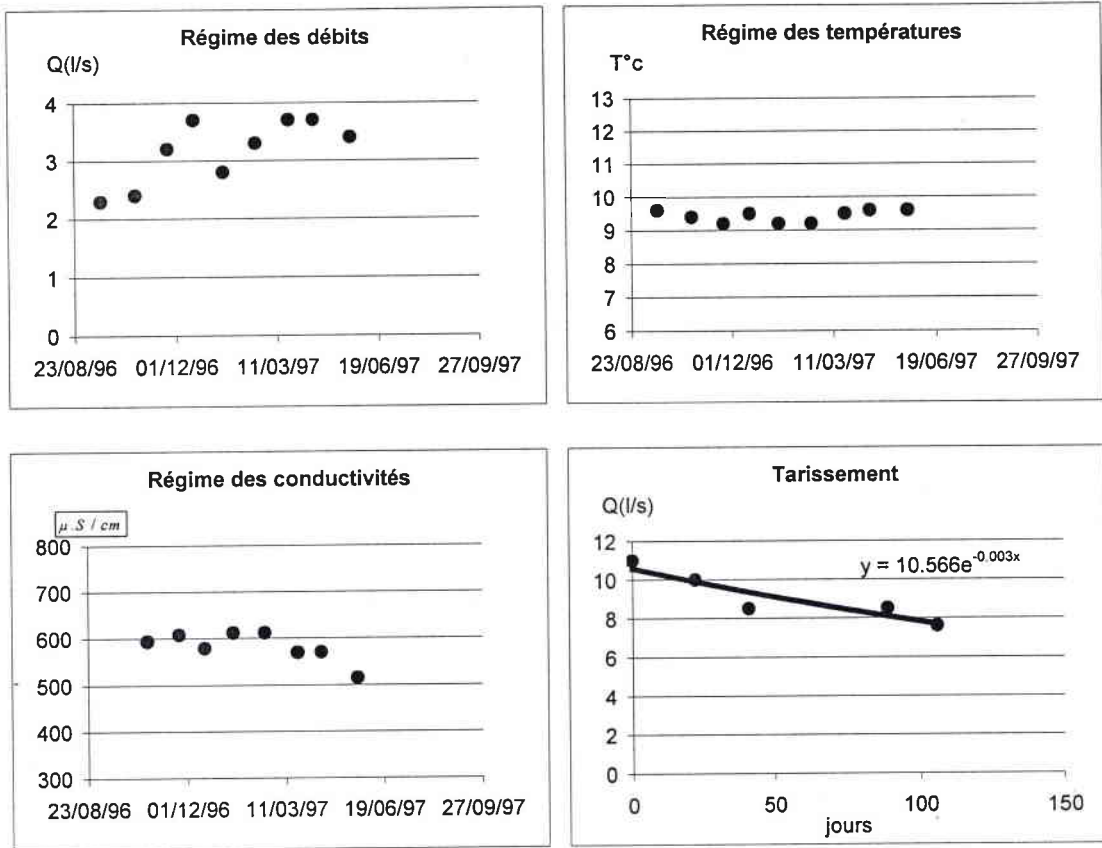 Régime des débits
Q(l/s)
4
3
2
1
0
23/08/96 01/12/96 11/03/97 19/06/97 27/09/97
Régime des températures
T°c
13
12
11
10
9
8
7
6
23/08/96 01/12/96 11/03/97 19/06/97 27/09/97
Régime des conductivités
µ.S / cm
800
700
600
500
400
300
23/08/96 01/12/96 11/03/97 19/06/97 27/09/97
Tarissement
Q(l/s)
12
10
8
6
4
2
0
y = 10.566e^-0.003x
0 50 100 150
jours